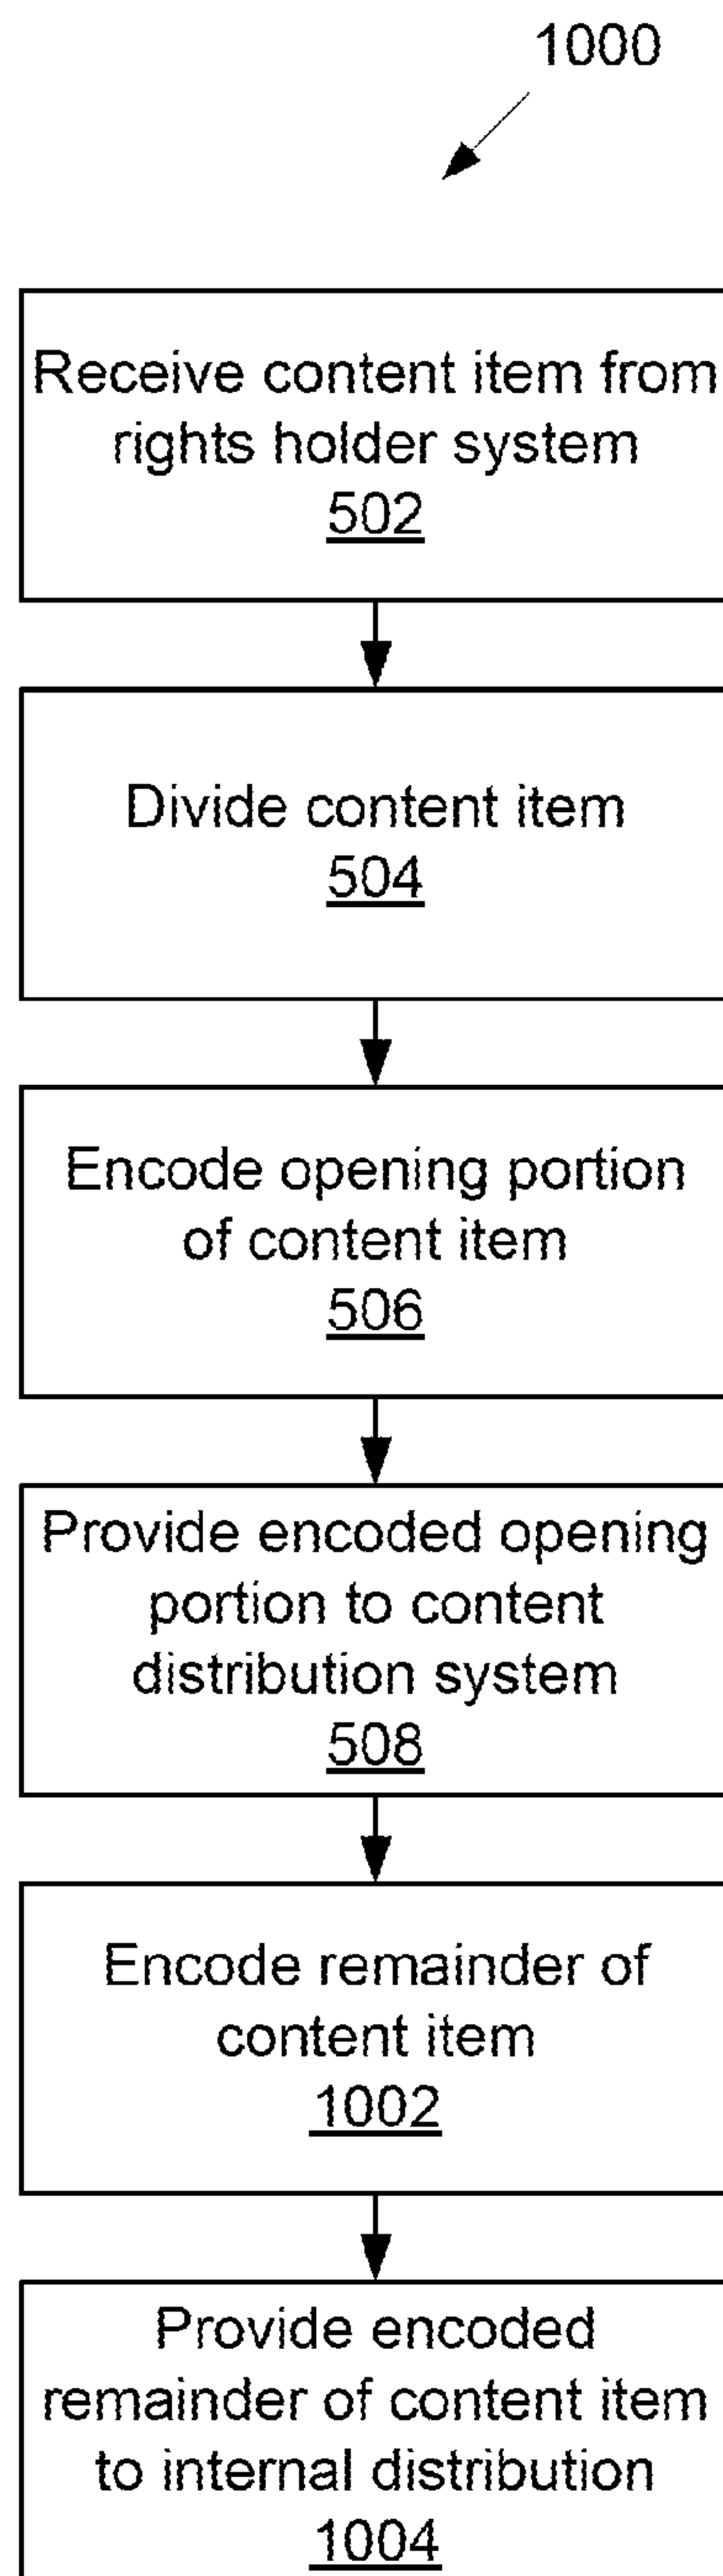 1000
Receive content item from
rights holder system
502
Divide content item
504
Encode opening portion
of content item
506
Provide encoded opening
portion to content
distribution system
508
Encode remainder of
content item
1002
Provide encoded
remainder of content item
to internal distribution
1004